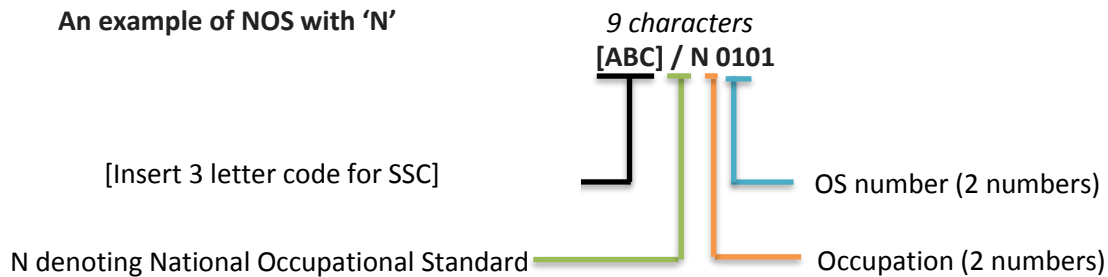 An example of NOS with ‘N’
9 characters
[ABC] / N 0101
[Insert 3 letter code for SSC]
OS number (2 numbers)
N denoting National Occupational Standard
Occupation (2 numbers)